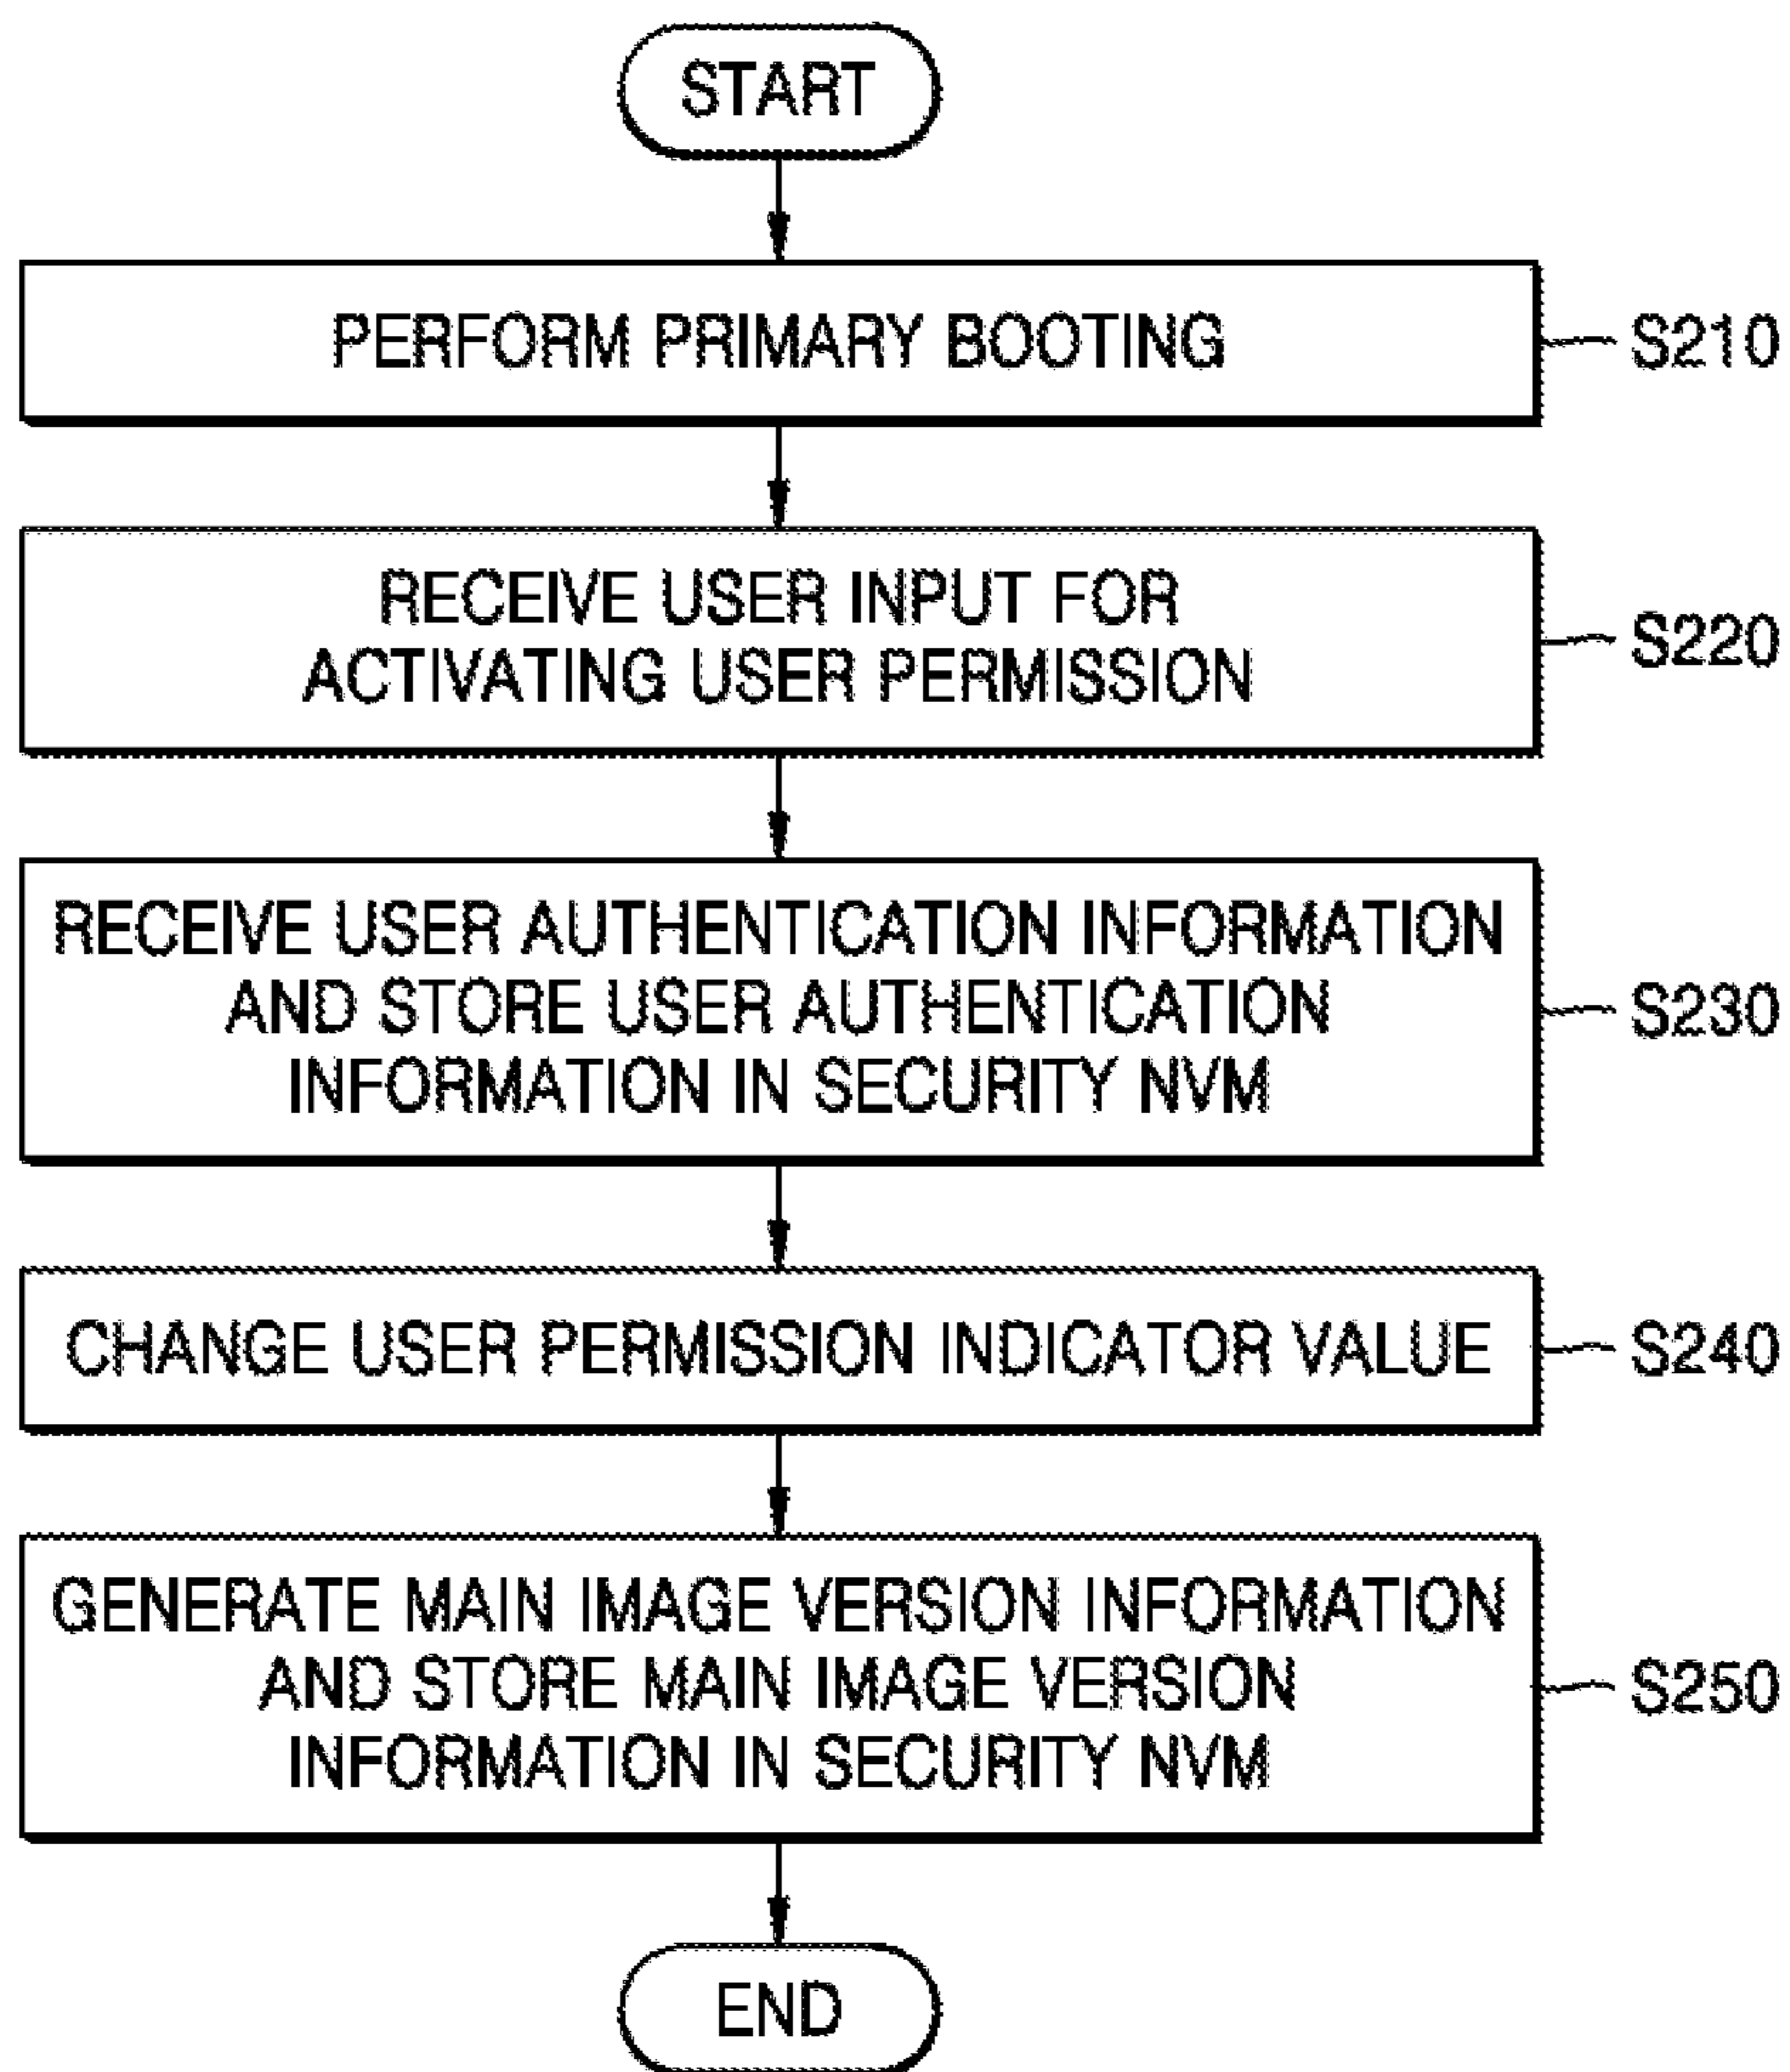 START
PERFORM PRIMARY BOOTING
S210
RECEIVE USER INPUT FOR
ACTIVATING USER PERMISSION
S220
RECEIVE USER AUTHENTICATION INFORMATION
AND STORE USER AUTHENTICATION
INFORMATION IN SECURITY NVM
S230
CHANGE USER PERMISSION INDICATOR VALUE
S240
GENERATE MAIN IMAGE VERSION INFORMATION
AND STORE MAIN IMAGE VERSION
INFORMATION IN SECURITY NVM
S250
END